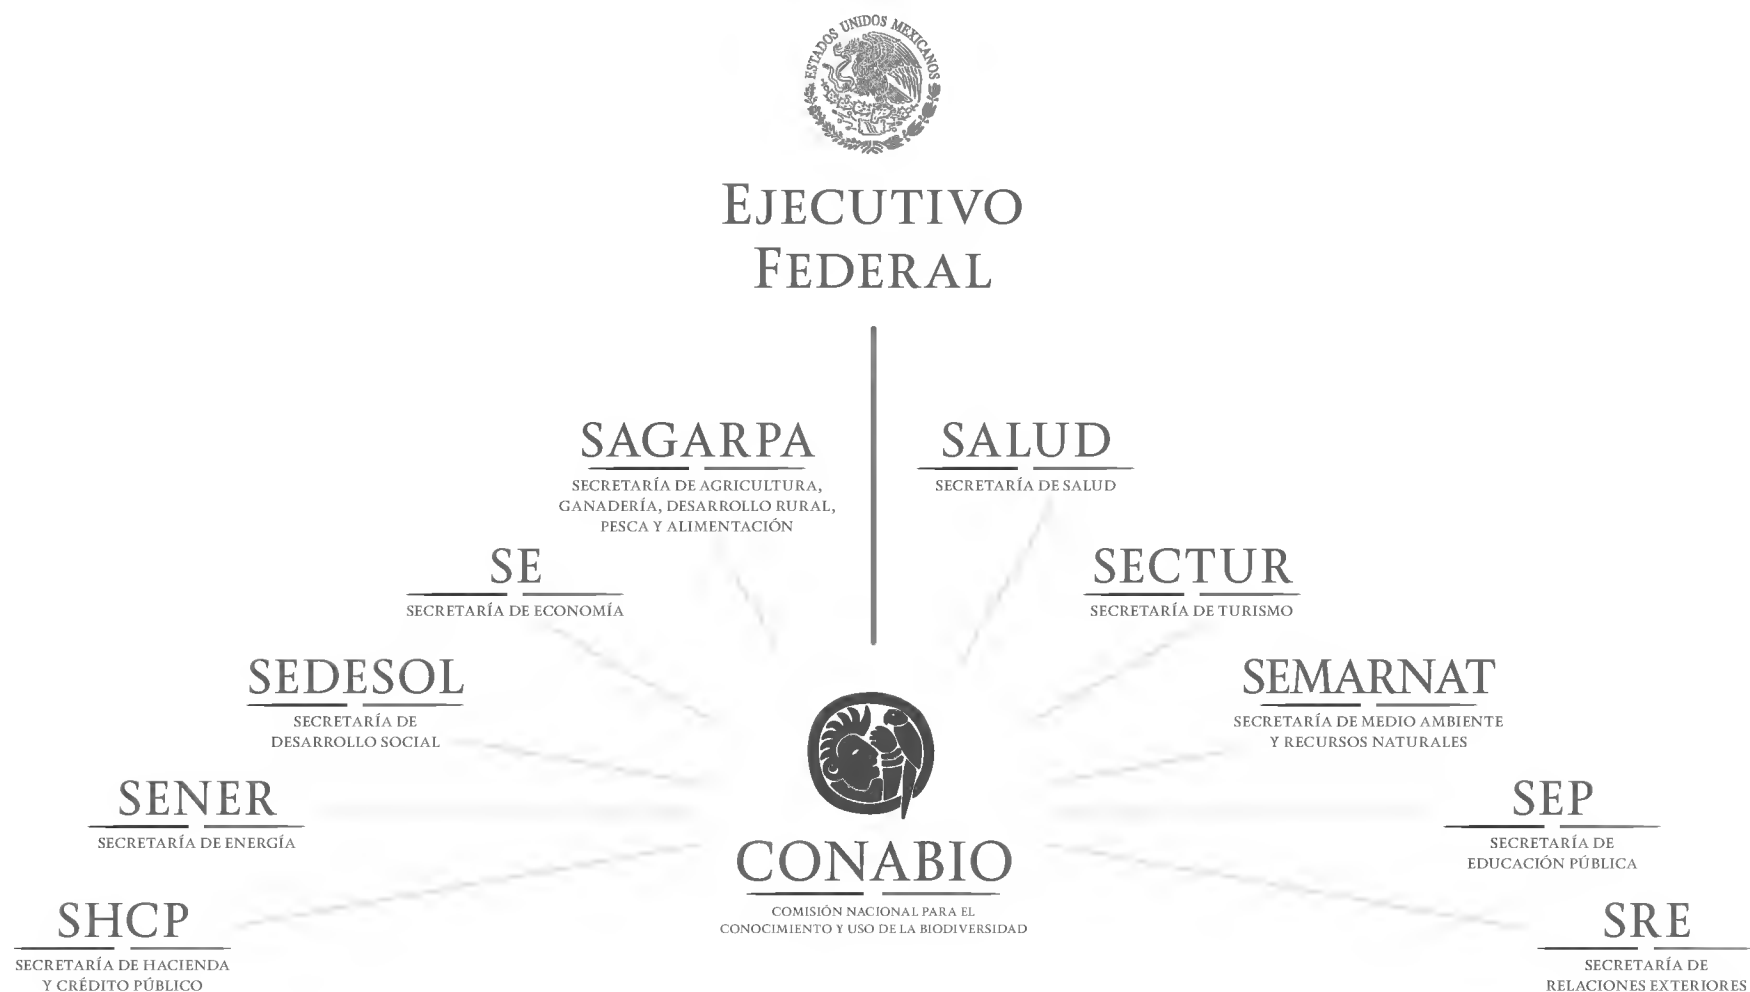 ESTADOS UNIDOS MEXICANOS
EJECUTIVO
FEDERAL
SAGARPA
SECRETARÍA DE AGRICULTURA,
GANADERÍA, DESARROLLO RURAL,
PESCA Y ALIMENTACIÓN
SALUD
SECRETARÍA DE SALUD
SE
SECRETARÍA DE ECONOMÍA
SECTUR
SECRETARÍA DE TURISMO
SEDESOL
SECRETARÍA DE
DESARROLLO SOCIAL
SEMARNAT
SECRETARÍA DE MEDIO AMBIENTE
Y RECURSOS NATURALES
SENER
SECRETARÍA DE ENERGÍA
SEP
SECRETARÍA DE
EDUCACIÓN PÚBLICA
CONABIO
COMISIÓN NACIONAL PARA EL
CONOCIMIENTO Y USO DE LA BIODIVERSIDAD
SHCP
SECRETARÍA DE HACIENDA
Y CRÉDITO PÚBLICO
SRE
SECRETARÍA DE
RELACIONES EXTERIORES